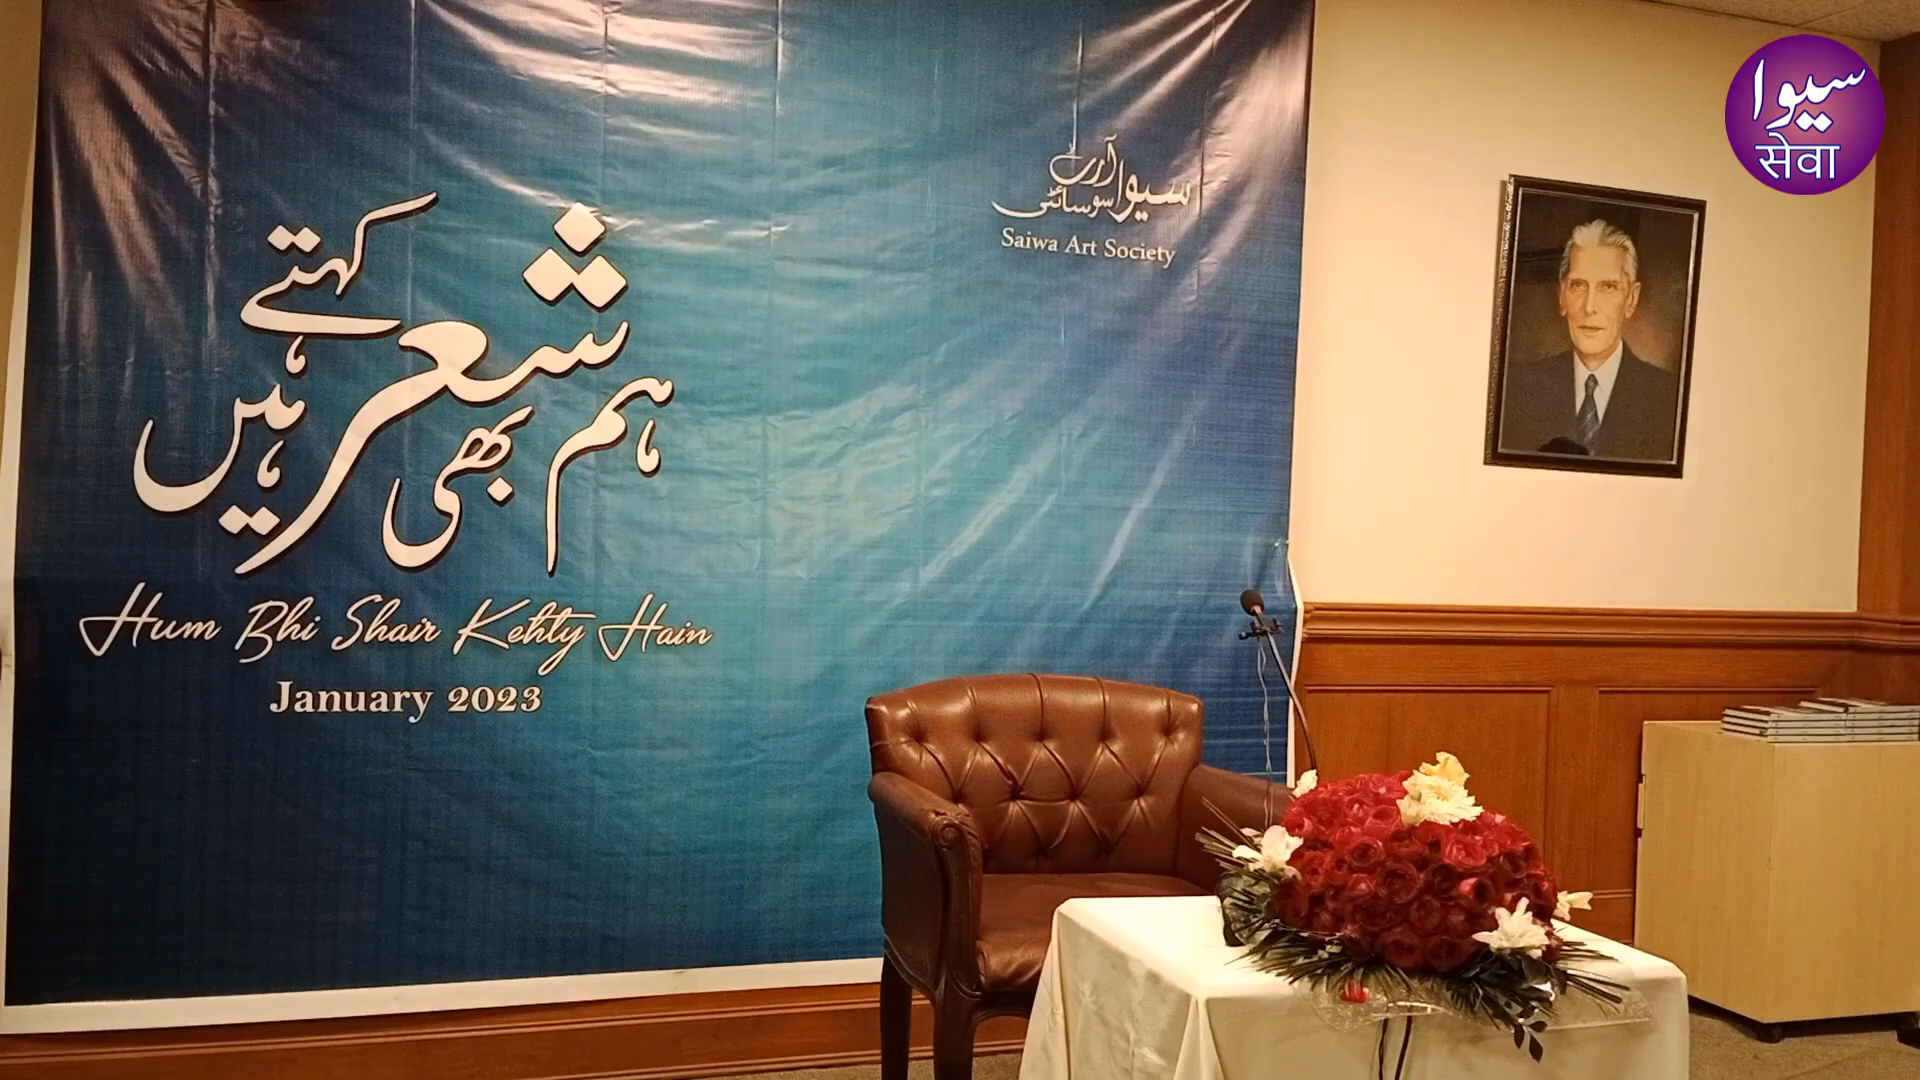 ہم بھی شعر کہتے ہیں
Hum Bhi Shair Kehty Hain
January 2023
سیوا آرٹ سوسائٹی
Saiwa Art Society
سیوا
सेवा